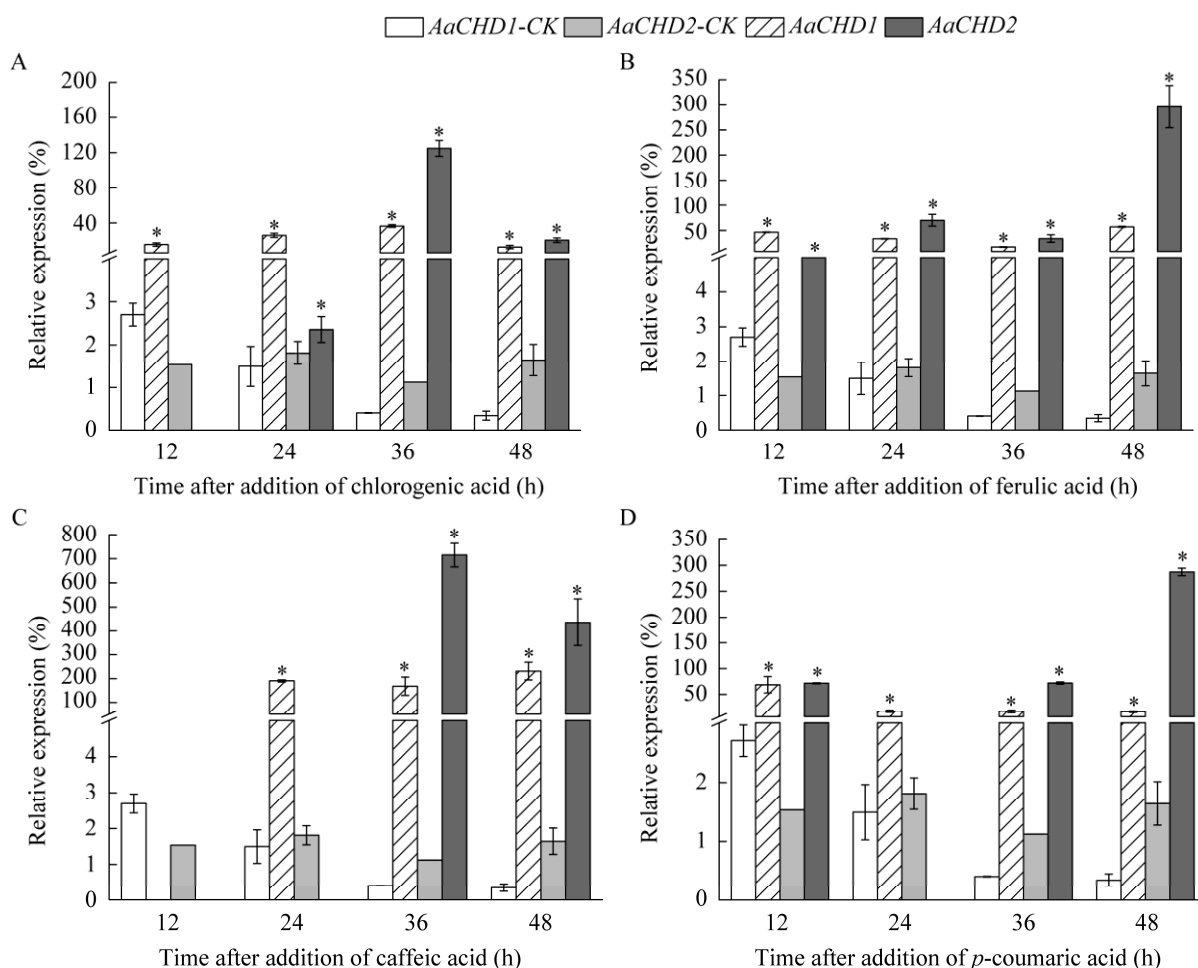 AaCHD1-CK AaCHD2-CK AaCHD1 AaCHD2
A
200
160
120
80
40
3
2
1
0
Relative expression (%)
* * * * * * *
12 24 36 48
Time after addition of chlorogenic acid (h)
B
350
300
250
200
150
100
50
4
3
2
1
0
Relative expression (%)
* * * * * * * *
12 24 36 48
Time after addition of ferulic acid (h)
C
800
700
600
500
400
300
200
100
4
3
2
1
0
Relative expression (%)
* * * * *
12 24 36 48
Time after addition of caffeic acid (h)
D
350
300
250
200
150
100
50
2
1
0
Relative expression (%)
* * * * * * *
12 24 36 48
Time after addition of p-coumaric acid (h)